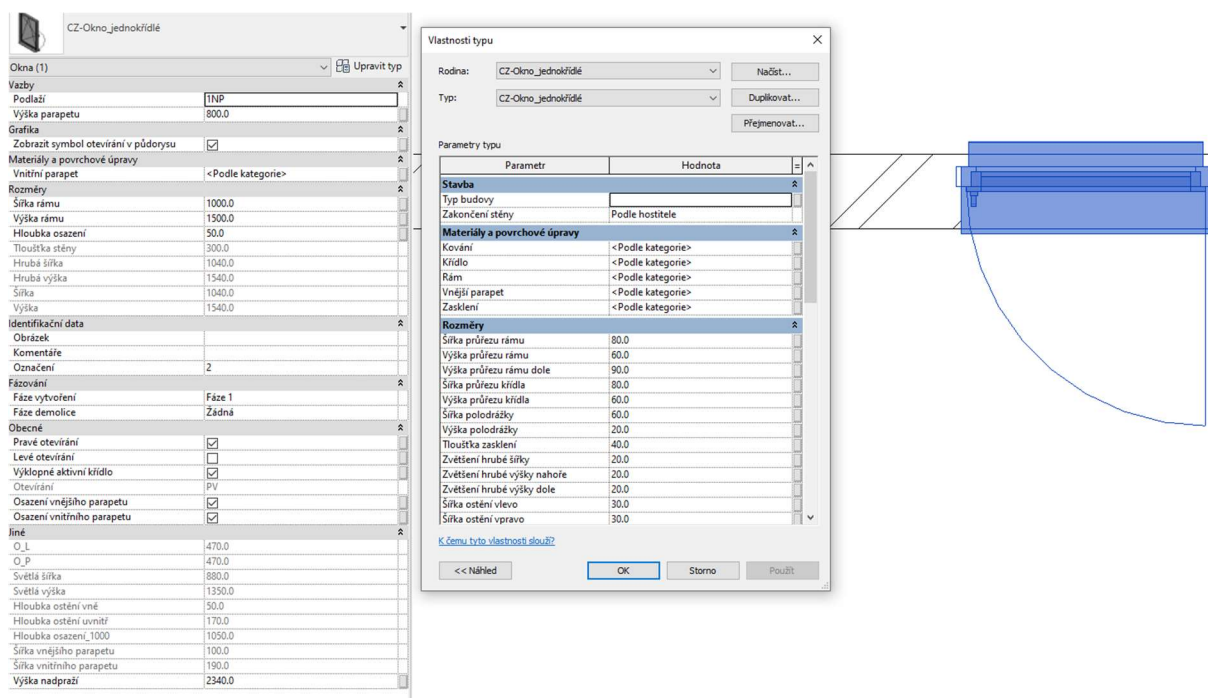 CZ-Okno_jednokřídlé
Okna (1)
Upravit typ
Vazby
Podlaží 1NP
Výška parapetu 800.0
Grafika
Zobrazit symbol otevírání v půdorysu
Materiály a povrchové úpravy
Vnitřní parapet <Podle kategorie>
Rozměry
Šířka rámu 1000.0
Výška rámu 1500.0
Hloubka osazení 50.0
Tloušťka stěny 300.0
Hrubá šířka 1040.0
Hrubá výška 1540.0
Šířka 1040.0
Výška 1540.0
Identifikační data
Obrázek
Komentáře
Označení 2
Fázování
Fáze vytvoření Fáze 1
Fáze demolice Žádná
Obecné
Pravé otevírání
Levé otevírání
Výklopné aktivní křídlo
Otevírání PV
Osazení vnějšího parapetu
Osazení vnitřního parapetu
Jiné
O_L 470.0
O_P 470.0
Světlá šířka 880.0
Světlá výška 1350.0
Hloubka ostění vně 50.0
Hloubka ostění uvnitř 170.0
Hloubka osazení_1000 1050.0
Šířka vnějšího parapetu 100.0
Šířka vnitřního parapetu 190.0
Výška nadpraží 2340.0
Vlastnosti typu
Rodina: CZ-Okno_jednokřídlé Načíst...
Typ: CZ-Okno_jednokřídlé Duplikovat...
Přejmenovat...
Parametry typu
Parametr Hodnota =
Stavba
Typ budovy
Zakončení stěny Podle hostitele
Materiály a povrchové úpravy
Kování <Podle kategorie>
Křídlo <Podle kategorie>
Rám <Podle kategorie>
Vnější parapet <Podle kategorie>
Zasklení <Podle kategorie>
Rozměry
Šířka průřezu rámu 80.0
Výška průřezu rámu 60.0
Výška průřezu rámu dole 90.0
Šířka průřezu křídla 80.0
Výška průřezu křídla 60.0
Šířka polodrážky 60.0
Výška polodrážky 20.0
Tloušťka zasklení 40.0
Zvětšení hrubé šířky 20.0
Zvětšení hrubé výšky nahoře 20.0
Zvětšení hrubé výšky dole 20.0
Šířka ostění vlevo 30.0
Šířka ostění vpravo 30.0
K čemu tyto vlastnosti slouží?
<< Náhled OK Storno Použít